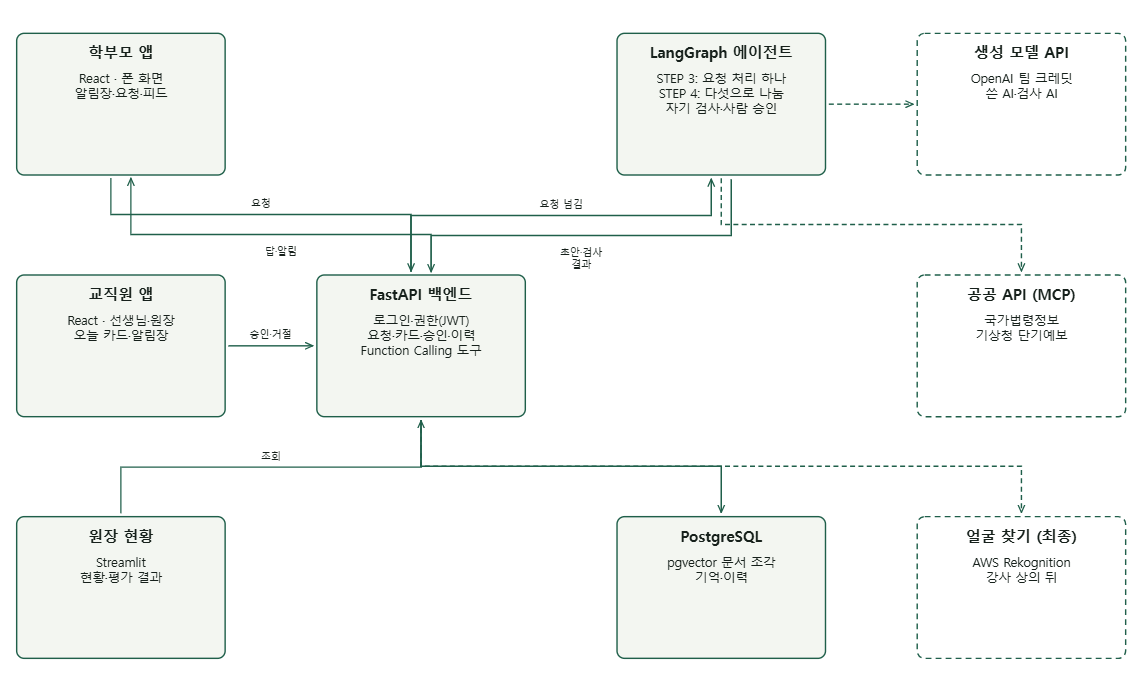 학부모 앱
React · 폰 화면
알림장·요청·피드
LangGraph 에이전트
STEP 3: 요청 처리 하나
STEP 4: 다섯으로 나눔
자기 검사·사람 승인
생성 모델 API
OpenAI 팀 크레딧
쓴 AI·검사 AI
요청
요청 넘김
답·알림
초안·검사
결과
교직원 앱
React · 선생님·원장
오늘 카드·알림장
승인·거절
FastAPI 백엔드
로그인·권한(JWT)
요청·카드·승인·이력
Function Calling 도구
공공 API (MCP)
국가법령정보
기상청 단기예보
조회
원장 현황
Streamlit
현황·평가 결과
PostgreSQL
pgvector 문서 조각
기억·이력
얼굴 찾기 (최종)
AWS Rekognition
강사 상의 뒤